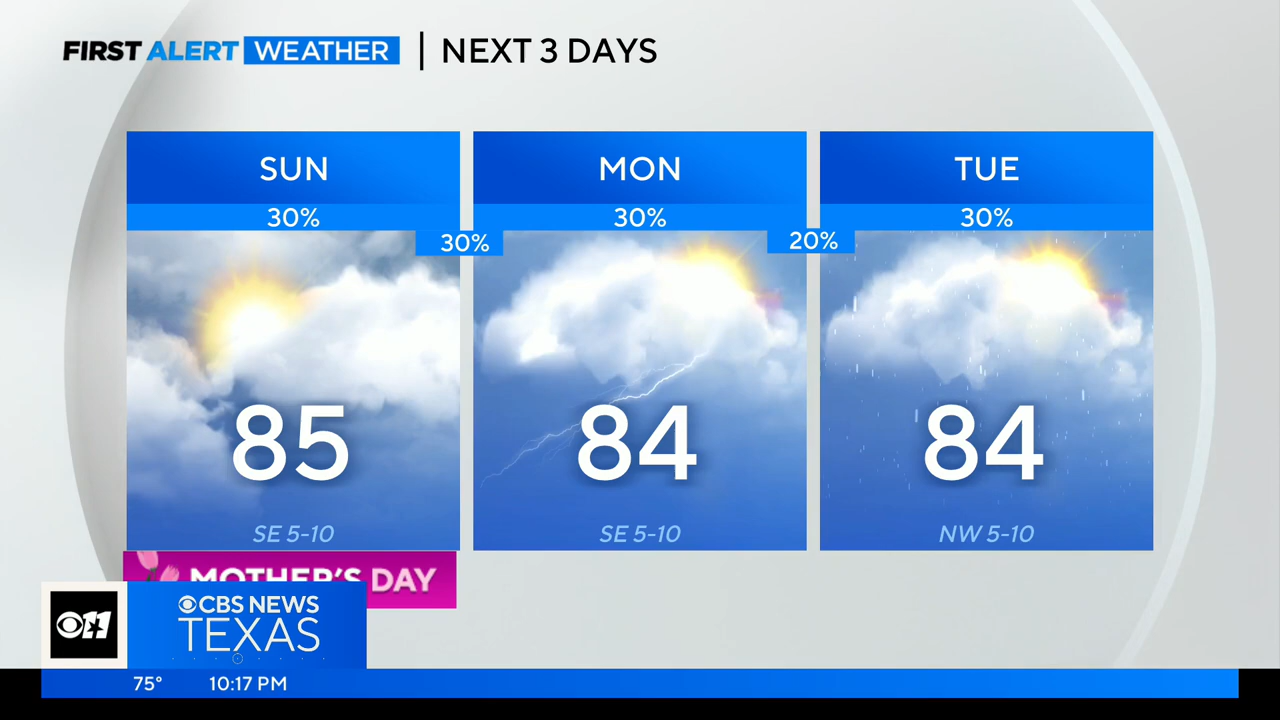 FIRST ALERT WEATHER | NEXT 3 DAYS
SUN
MON
TUE
30%
30%
30%
30%
20%
85
84
84
SE 5-10
SE 5-10
NW 5-10
MOTHER'S DAY
CBS NEWS
TEXAS
11
75° 10:17 PM